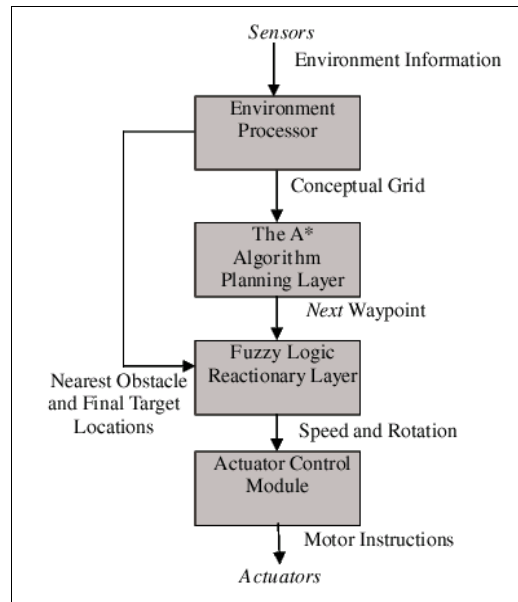 Sensors
Environment Information
Environment
Processor
Conceptual Grid
The A*
Algorithm
Planning Layer
Next Waypoint
Fuzzy Logic
Reactionary Layer
Nearest Obstacle
and Final Target
Locations
Speed and Rotation
Actuator Control
Module
Motor Instructions
Actuators